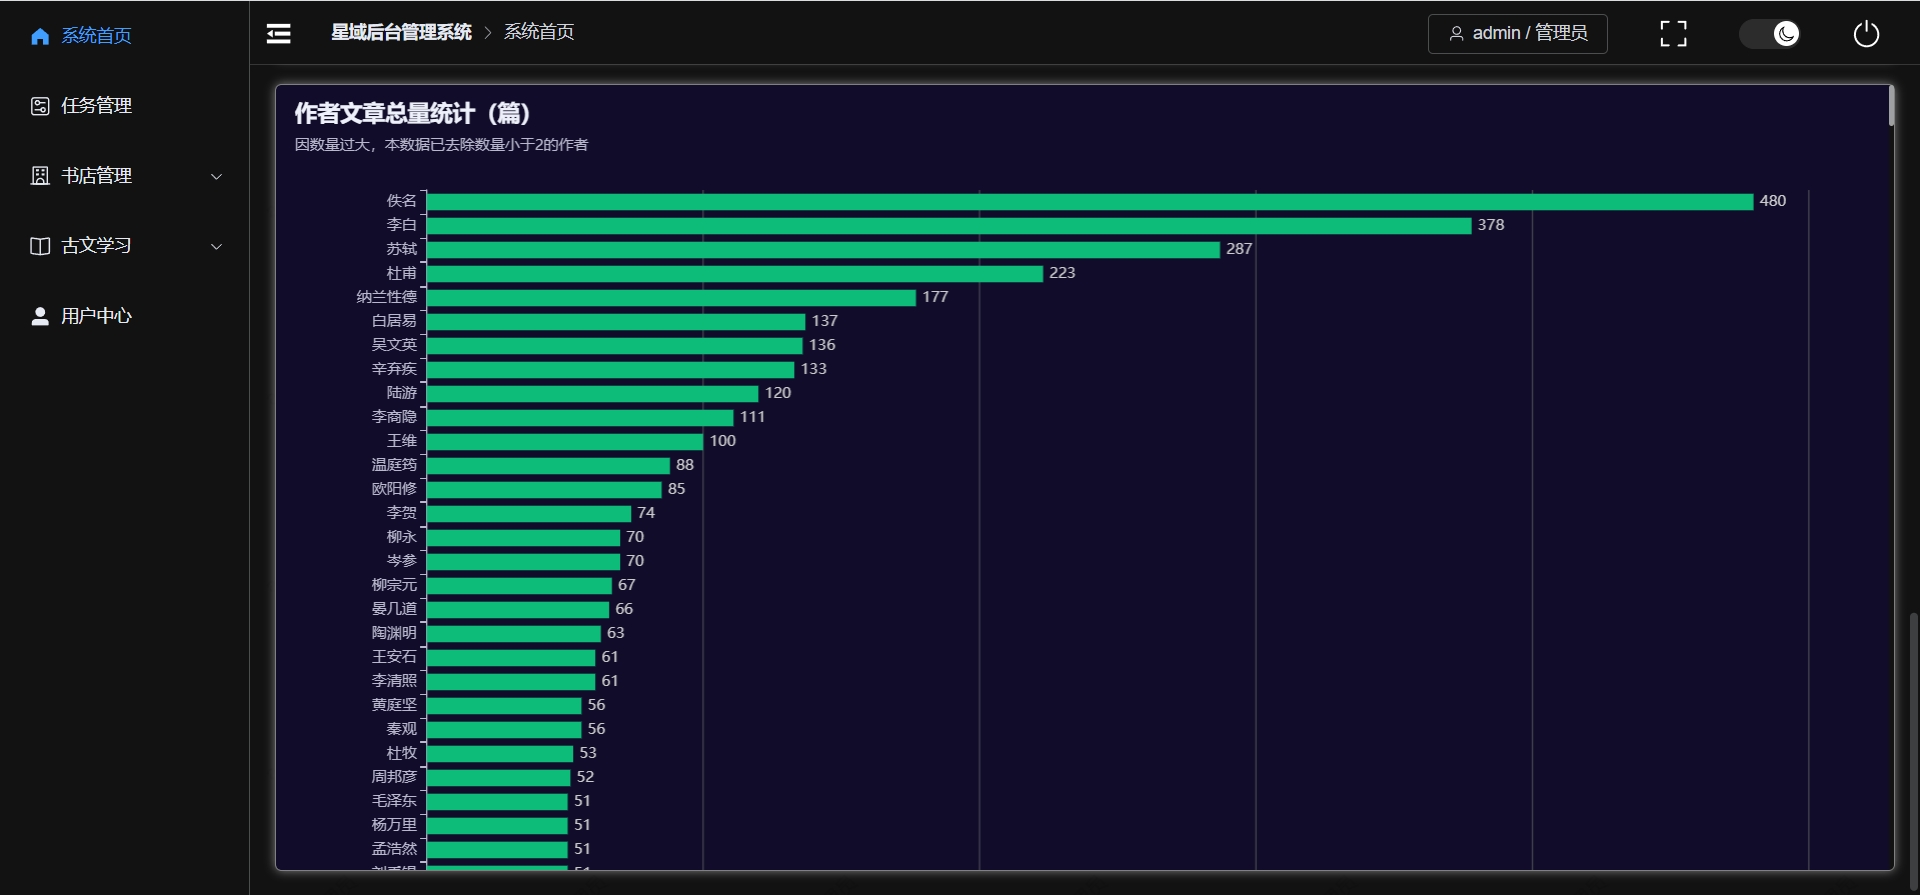 系统首页
任务管理
书店管理
古文学习
用户中心
星域后台管理系统 > 系统首页
admin / 管理员
作者文章总量统计（篇）
因数量过大，本数据已去除数量小于2的作者
佚名 480
李白 378
苏轼 287
杜甫 223
纳兰性德 177
白居易 137
吴文英 136
辛弃疾 133
陆游 120
李商隐 111
王维 100
温庭筠 88
欧阳修 85
李贺 74
柳永 70
岑参 70
柳宗元 67
晏几道 66
陶渊明 63
王安石 61
李清照 61
黄庭坚 56
秦观 56
杜牧 53
周邦彦 52
毛泽东 51
杨万里 51
孟浩然 51